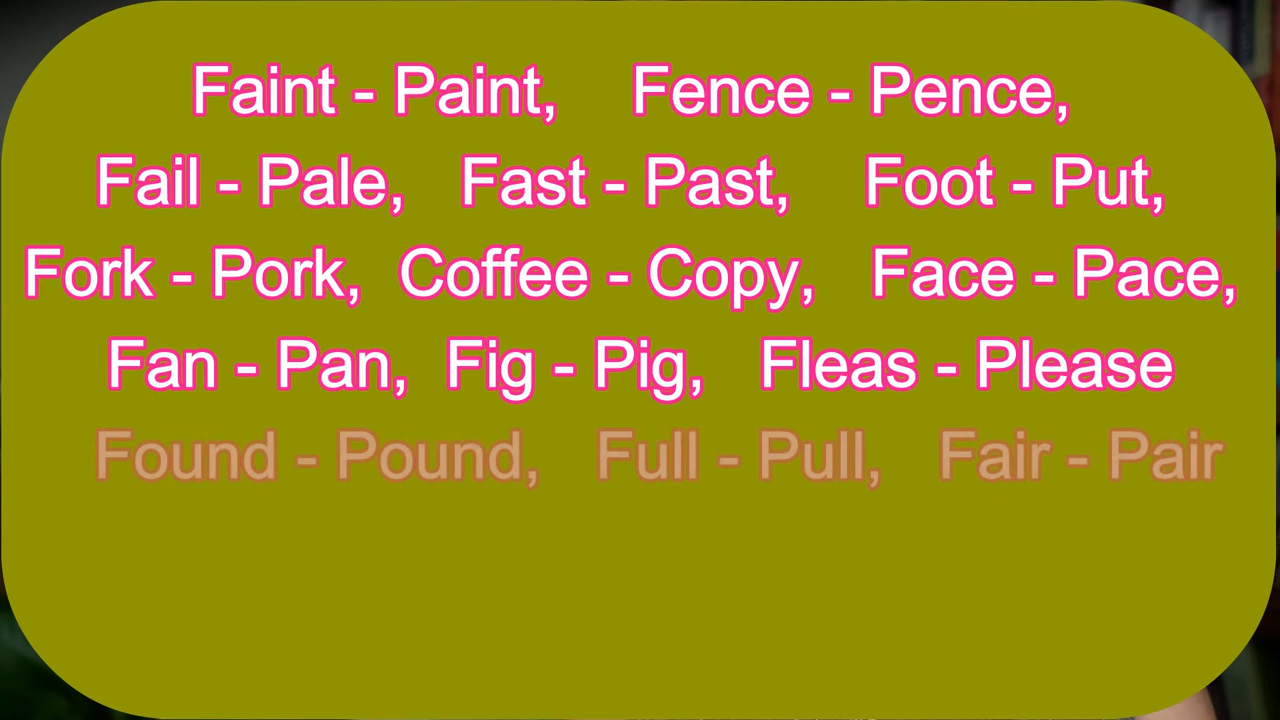 Faint - Paint, Fence - Pence,
Fail - Pale, Fast - Past, Foot - Put,
Fork - Pork, Coffee - Copy, Face - Pace,
Fan - Pan, Fig - Pig, Fleas - Please
Found - Pound, Full - Pull, Fair - Pair